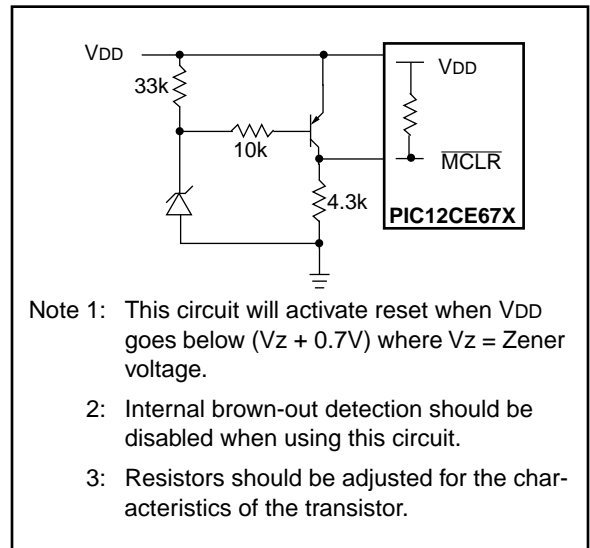 VDD
VDD
33k
10k
MCLR
4.3k
PIC12CE67X
Note 1: This circuit will activate reset when VDD
goes below (Vz + 0.7V) where Vz = Zener
voltage.
2: Internal brown-out detection should be
disabled when using this circuit.
3: Resistors should be adjusted for the char-
acteristics of the transistor.